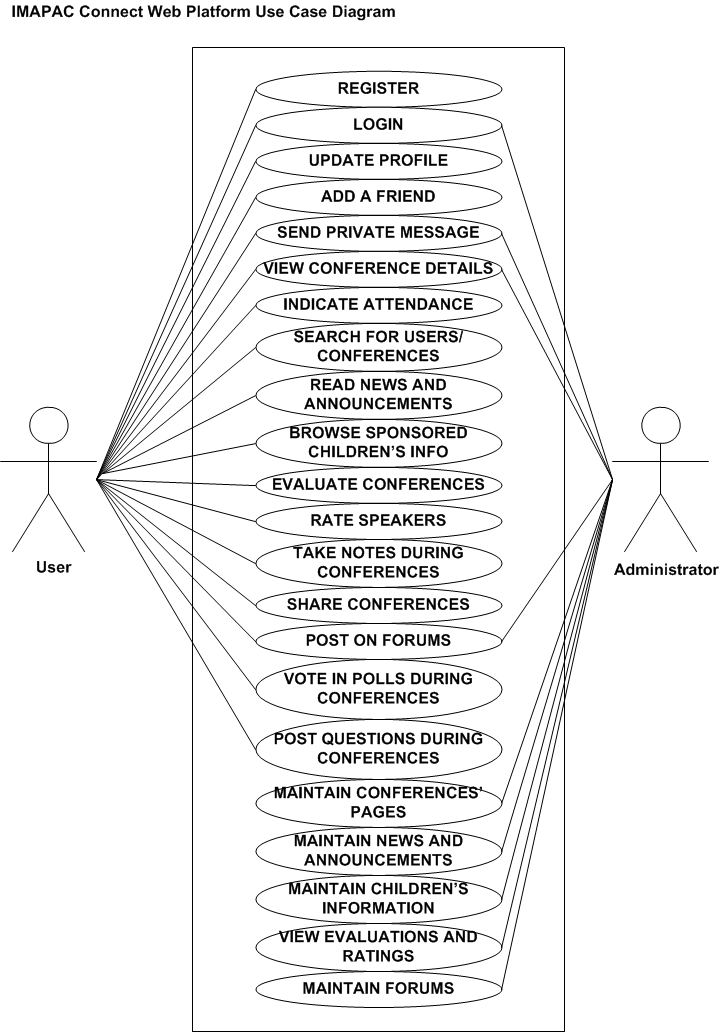 IMAPAC Connect Web Platform Use Case Diagram
REGISTER
LOGIN
UPDATE PROFILE
ADD A FRIEND
SEND PRIVATE MESSAGE
VIEW CONFERENCE DETAILS
INDICATE ATTENDANCE
SEARCH FOR USERS/
CONFERENCES
READ NEWS AND
ANNOUNCEMENTS
BROWSE SPONSORED
CHILDREN'S INFO
EVALUATE CONFERENCES
RATE SPEAKERS
TAKE NOTES DURING
CONFERENCES
SHARE CONFERENCES
POST ON FORUMS
VOTE IN POLLS DURING
CONFERENCES
POST QUESTIONS DURING
CONFERENCES
MAINTAIN CONFERENCES'
PAGES
MAINTAIN NEWS AND
ANNOUNCEMENTS
MAINTAIN CHILDREN'S
INFORMATION
VIEW EVALUATIONS AND
RATINGS
MAINTAIN FORUMS
User
Administrator